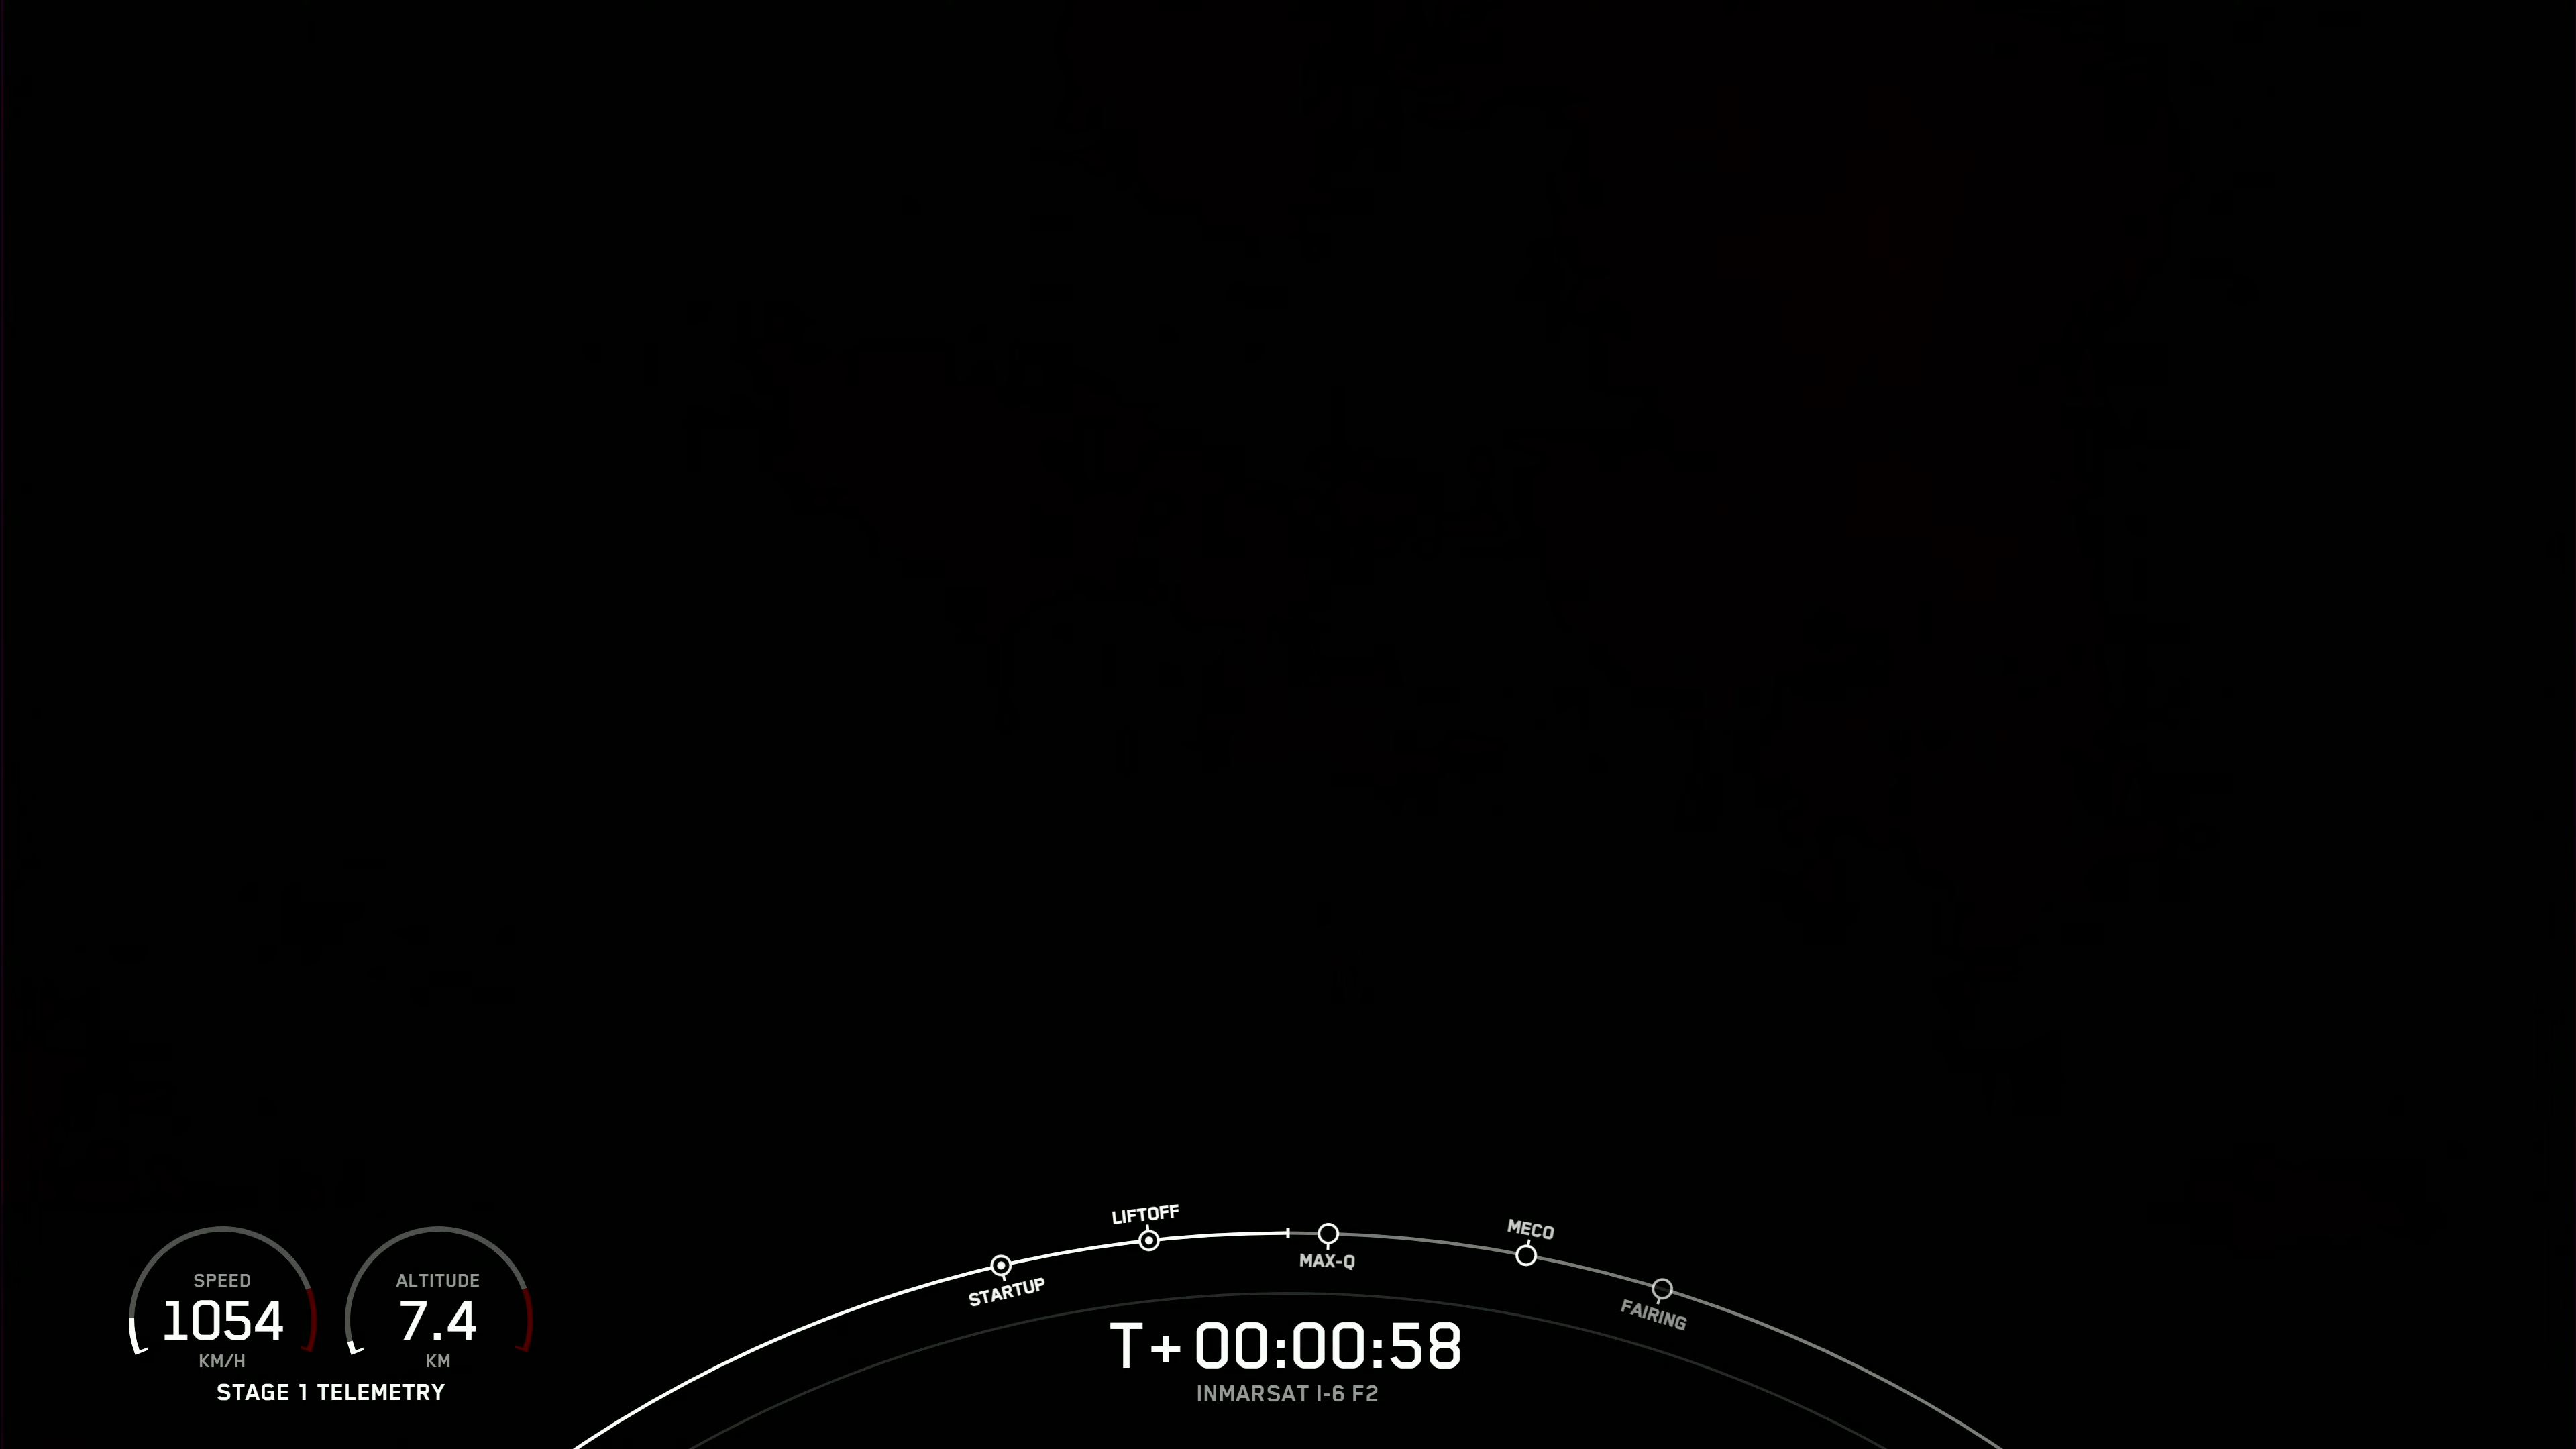 SPEED
1054
KM/H
ALTITUDE
7.4
KM
STAGE 1 TELEMETRY
STARTUP
LIFTOFF
MAX-Q
MECO
FAIRING
T+00:00:58
INMARSAT I-6 F2